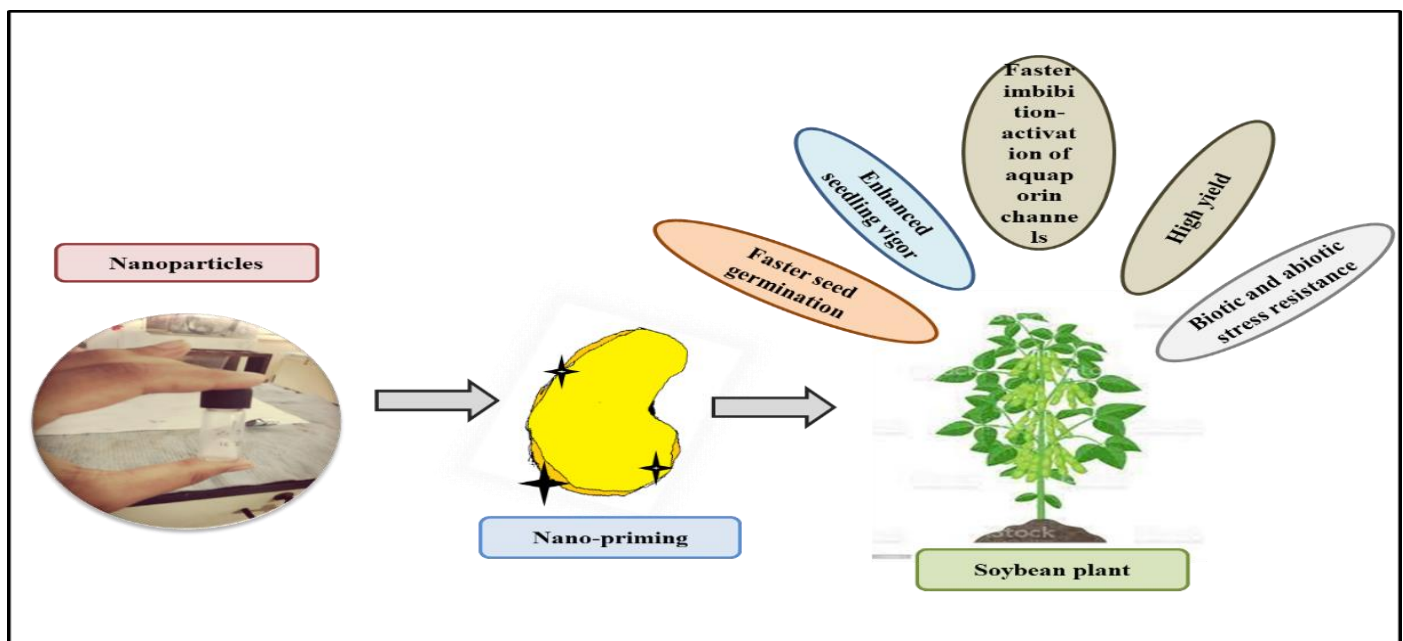 Faster
imbibi
tion-
activat
ion of
aquap
orin
channe
ls
Enhanced
seedling vigor
High yield
Faster seed
germination
Biotic and abiotic
stress resistance
Nanoparticles
Nano-priming
Soybean plant